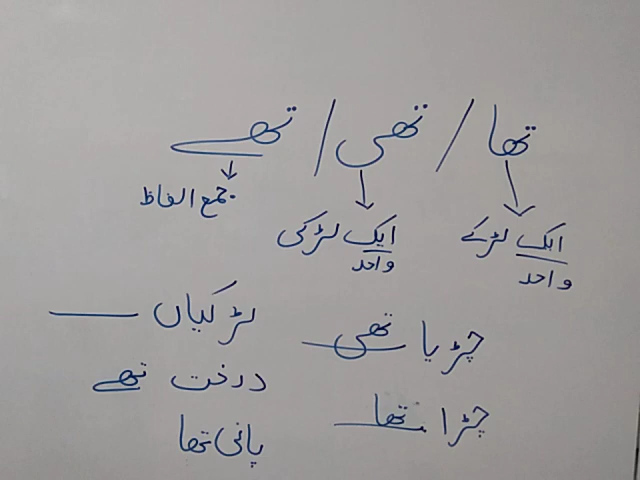 تھا / تھی / تھے
ایک لڑکے
واحد
ایک لڑکی
واحد
جمع الفاظ
چڑیا تھی
چڑا تھا
لڑکیاں ـــــ
درخت تھے
پانی تھا